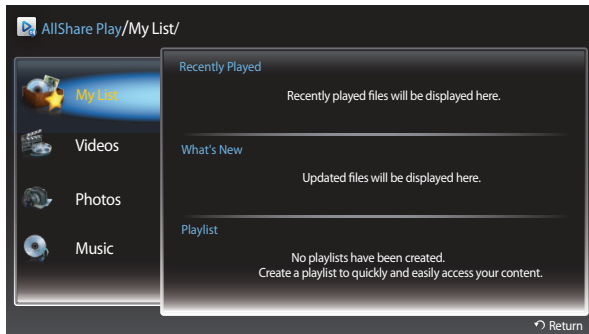 AllShare Play/My List/
My List
Videos
Photos
Music
Recently Played
Recently played files will be displayed here.
What's New
Updated files will be displayed here.
Playlist
No playlists have been created.
Create a playlist to quickly and easily access your content.
Return